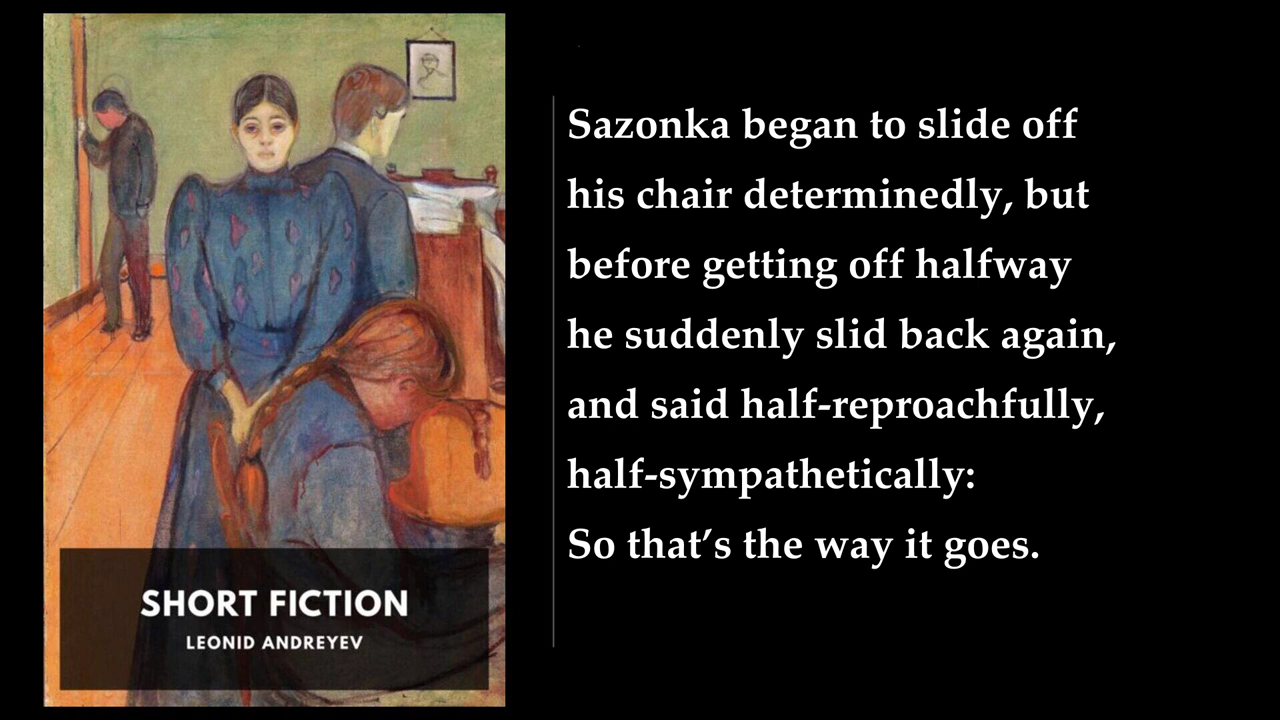 SHORT FICTION
LEONID ANDREYEV
Sazonka began to slide off
his chair determinedly, but
before getting off halfway
he suddenly slid back again,
and said half-reproachfully,
half-sympathetically:
So that’s the way it goes.